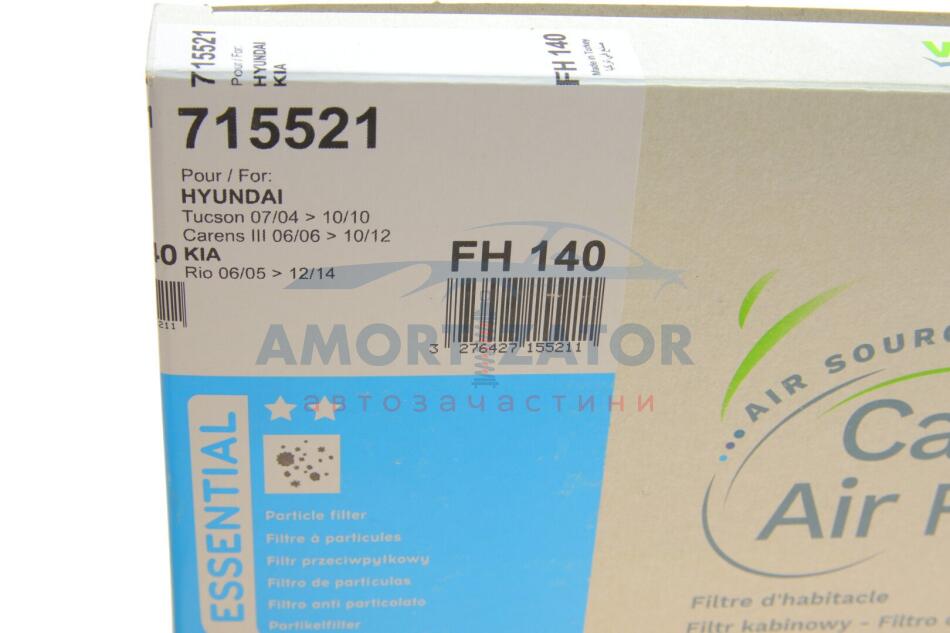 715521
Pour / For:
HYUNDAI
KIA
FH 140
Made in Turkey
715521
Pour / For:
HYUNDAI
Tucson 07/04 > 10/10
Carens III 06/06 > 10/12
KIA
Rio 06/05 > 12/14
FH 140
3 276427 155211
40
211
AMORTIZATOR
автозачастини
ESSENTIAL
Particle filter
Filtre à particules
Filtr przeciwpyłkowy
Filtro de partículas
Filtro anti particolato
Partikelfilter
AIR SOURC
Ca
Air F
Filtre d'habitacle
Filtr kabinowy - Filtro